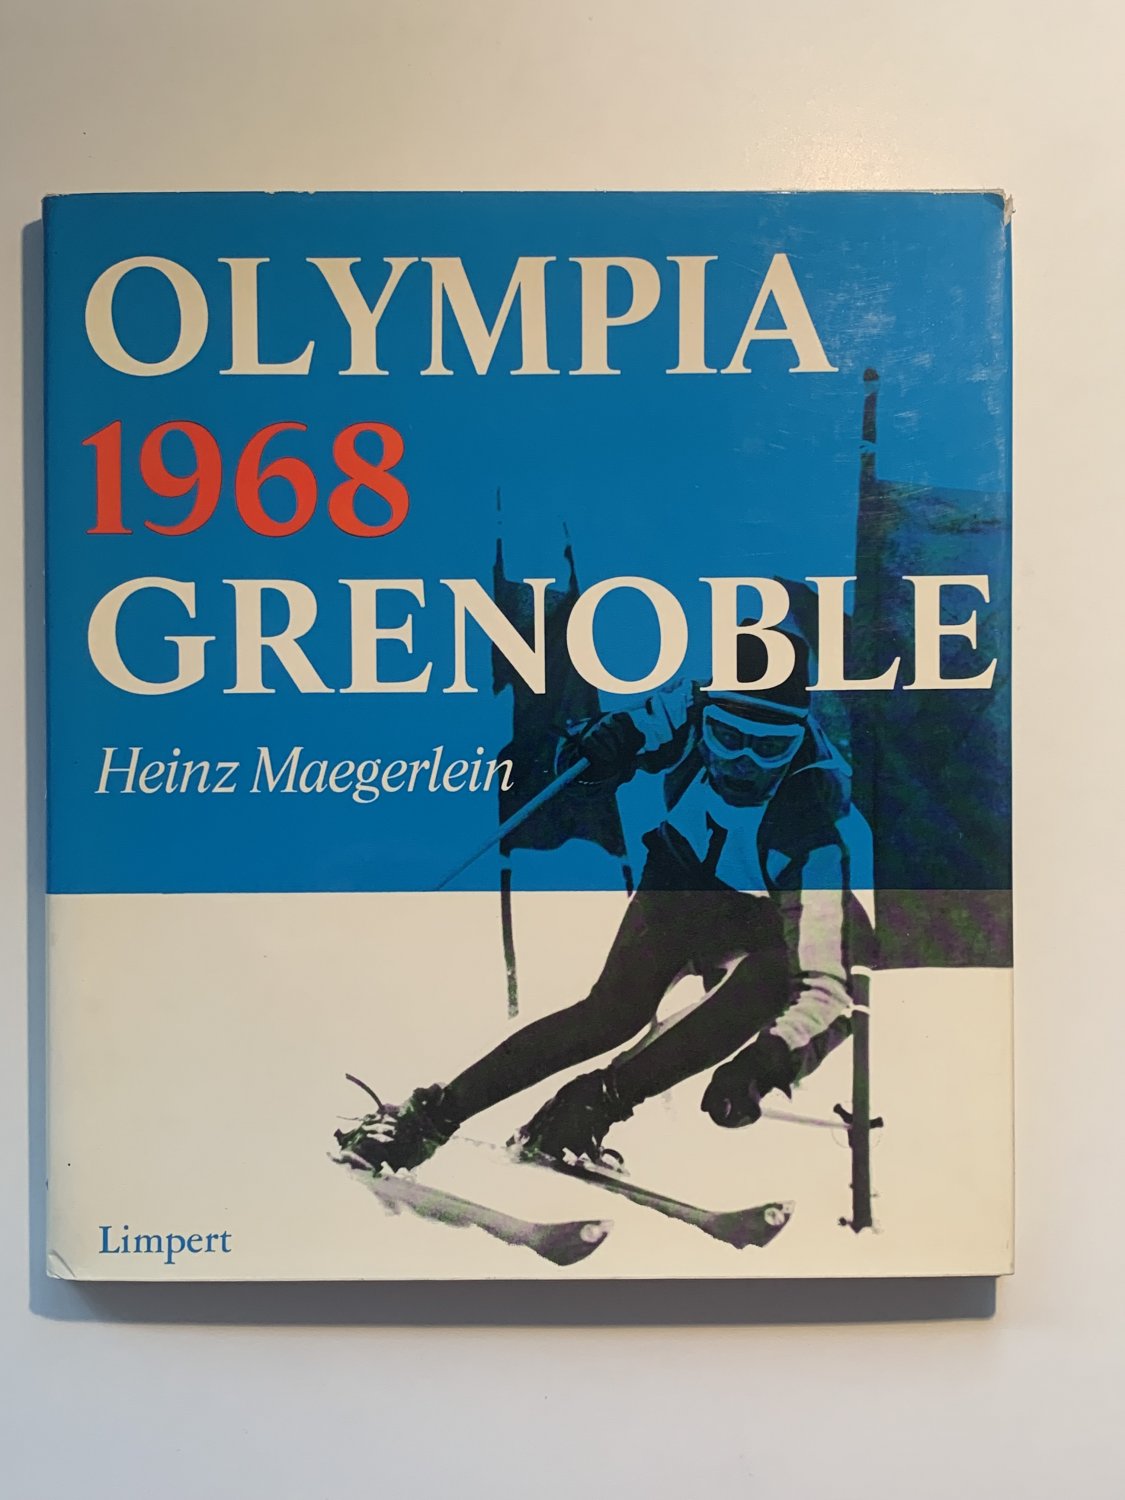 OLYMPIA
1968
GRENOBLE
Heinz Maegerlein
Limpert